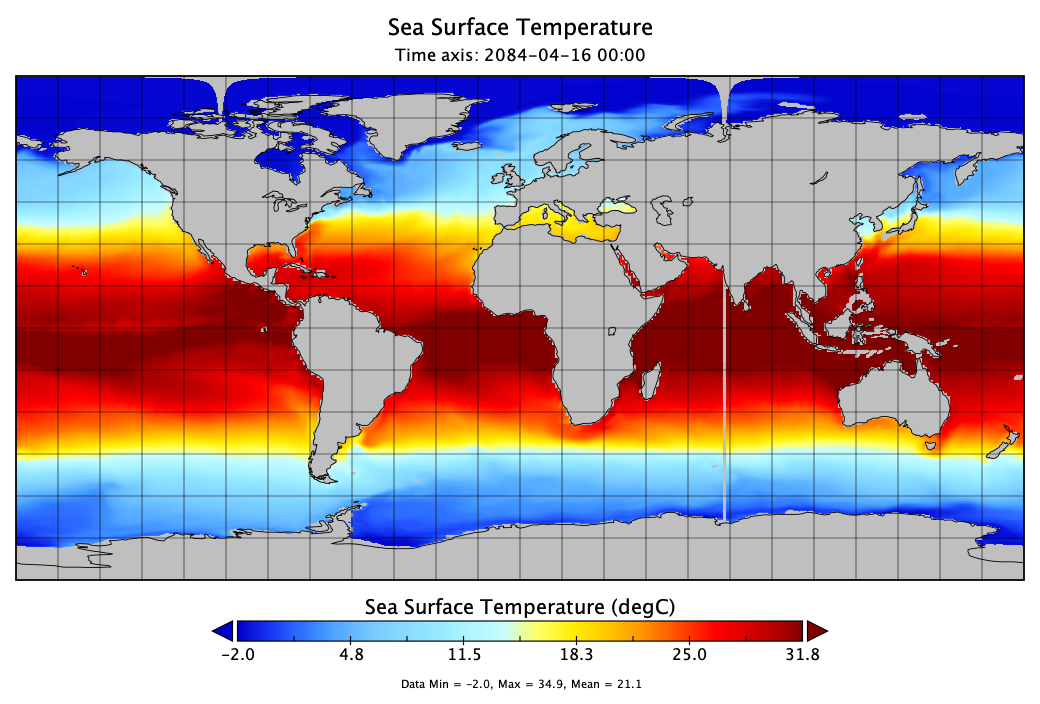 Sea Surface Temperature
Time axis: 2084-04-16 00:00
Sea Surface Temperature (degC)
-2.0 4.8 11.5 18.3 25.0 31.8
Data Min = -2.0, Max = 34.9, Mean = 21.1